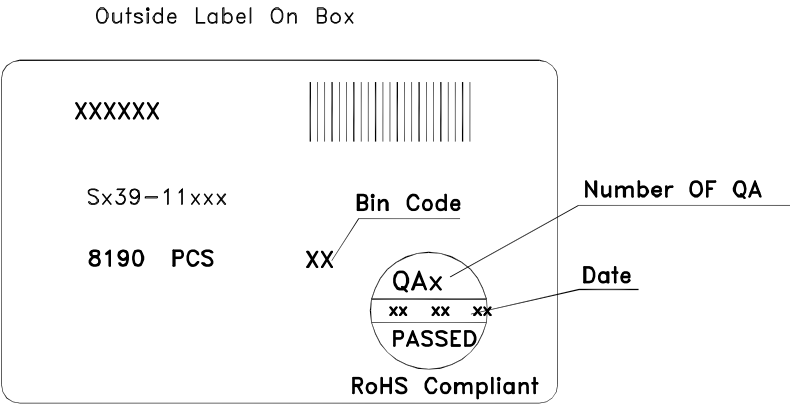 Outside Label On Box
XXXXXX
Sx39-11xxx
Bin Code
Number OF QA
8190 PCS
XX
QAx
Date
xx xx xx
PASSED
RoHS Compliant